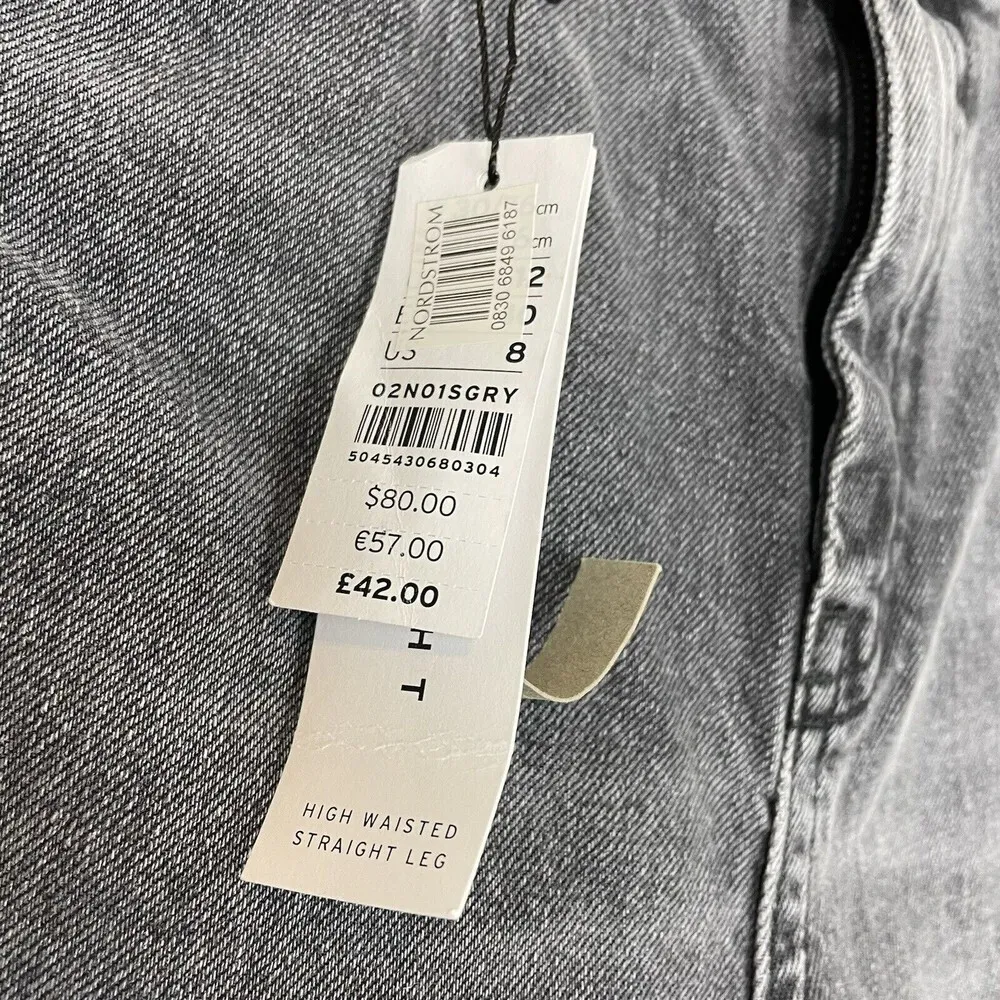 NORDSTROM
0830 6849 6187
cm
cm
2
0
US 8
02N01SGRY
5045430680304
$80.00
€57.00
£42.00
H T
HIGH WAISTED
STRAIGHT LEG